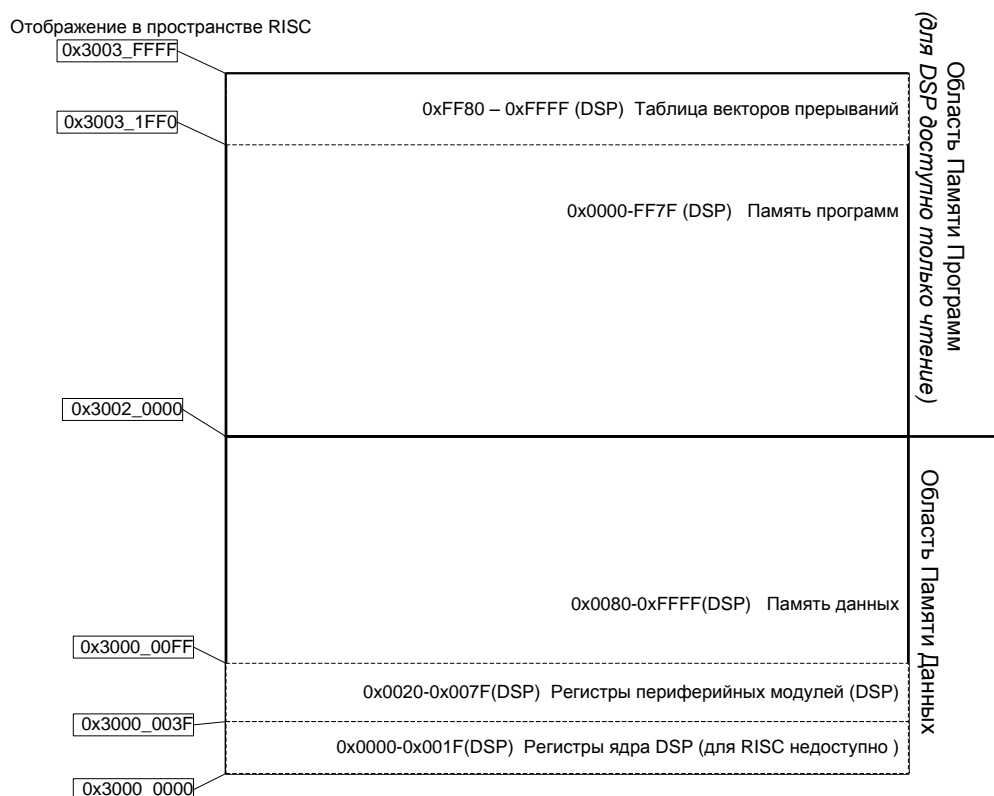 Отображение в пространстве RISC
0x3003_FFFF
0xFF80 – 0xFFFF (DSP) Таблица векторов прерываний
0x3003_1FF0
0x0000-FF7F (DSP) Память программ
Область Памяти Программ
(для DSP доступно только чтение)
0x3002_0000
0x0080-0xFFFF(DSP) Память данных
Область Памяти Данных
0x3000_00FF
0x0020-0x007F(DSP) Регистры периферийных модулей (DSP)
0x3000_003F
0x0000-0x001F(DSP) Регистры ядра DSP (для RISC недоступно )
0x3000_0000